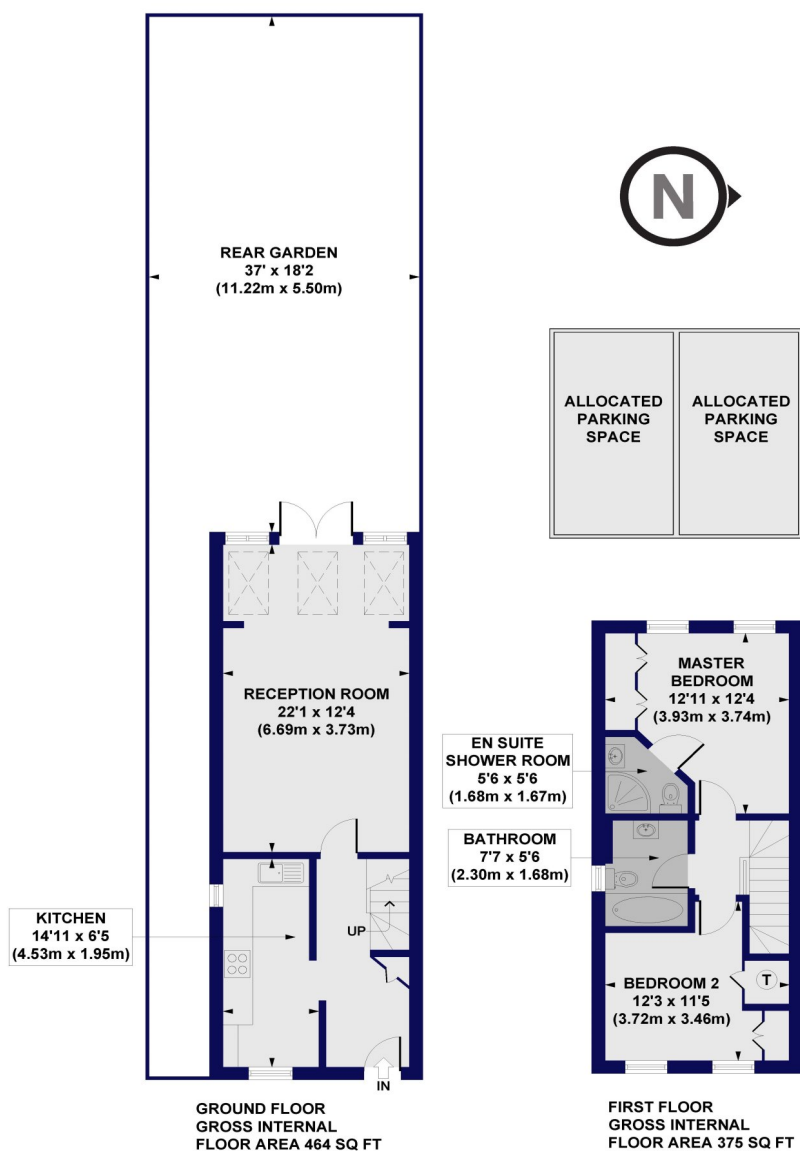 REAR GARDEN
37' x 18'2
(11.22m x 5.50m)
N
ALLOCATED
PARKING
SPACE
ALLOCATED
PARKING
SPACE
RECEPTION ROOM
22'1 x 12'4
(6.69m x 3.73m)
KITCHEN
14'11 x 6'5
(4.53m x 1.95m)
UP
IN
GROUND FLOOR
GROSS INTERNAL
FLOOR AREA 464 SQ FT
MASTER
BEDROOM
12'11 x 12'4
(3.93m x 3.74m)
EN SUITE
SHOWER ROOM
5'6 x 5'6
(1.68m x 1.67m)
BATHROOM
7'7 x 5'6
(2.30m x 1.68m)
BEDROOM 2
12'3 x 11'5
(3.72m x 3.46m)
T
FIRST FLOOR
GROSS INTERNAL
FLOOR AREA 375 SQ FT